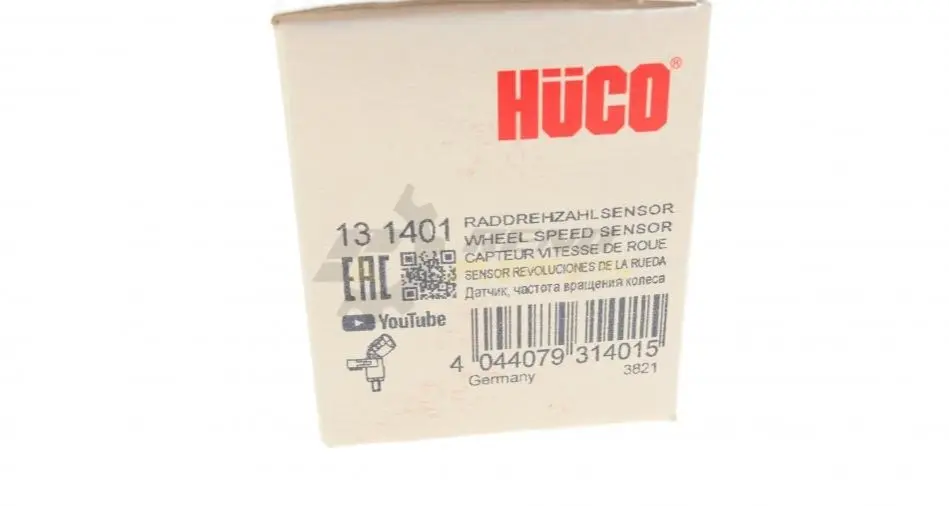 HÜCO®
13 1401
RADDREHZAHLSENSOR
WHEEL SPEED SENSOR
CAPTEUR VITESSE DE ROUE
SENSOR REVOLUCIONES DE LA RUEDA
Датчик, частота вращения колеса
EAC
YouTube
4 044079 314015
Germany
3821